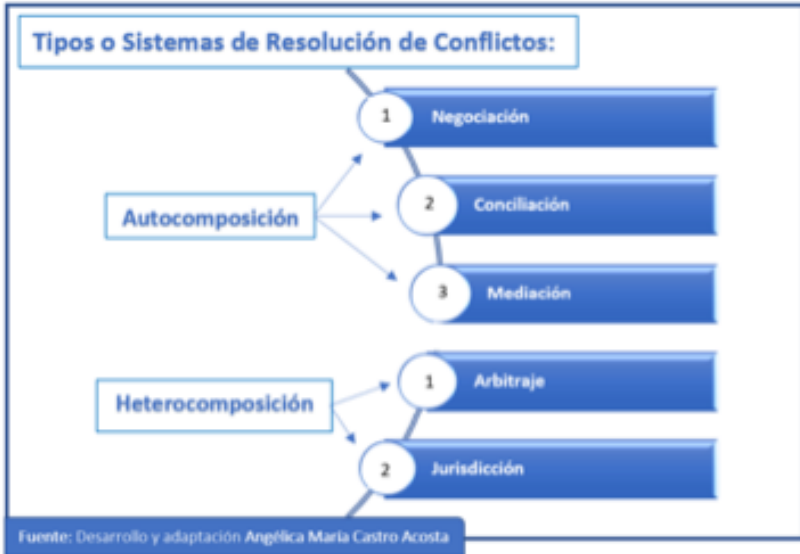 Tipos o Sistemas de Resolución de Conflictos:
1 Negociación
Autocomposición
2 Conciliación
3 Mediación
Heterocomposición
1 Arbitraje
2 Jurisdicción
Fuente: Desarrollo y adaptación Angélica María Castro Acosta